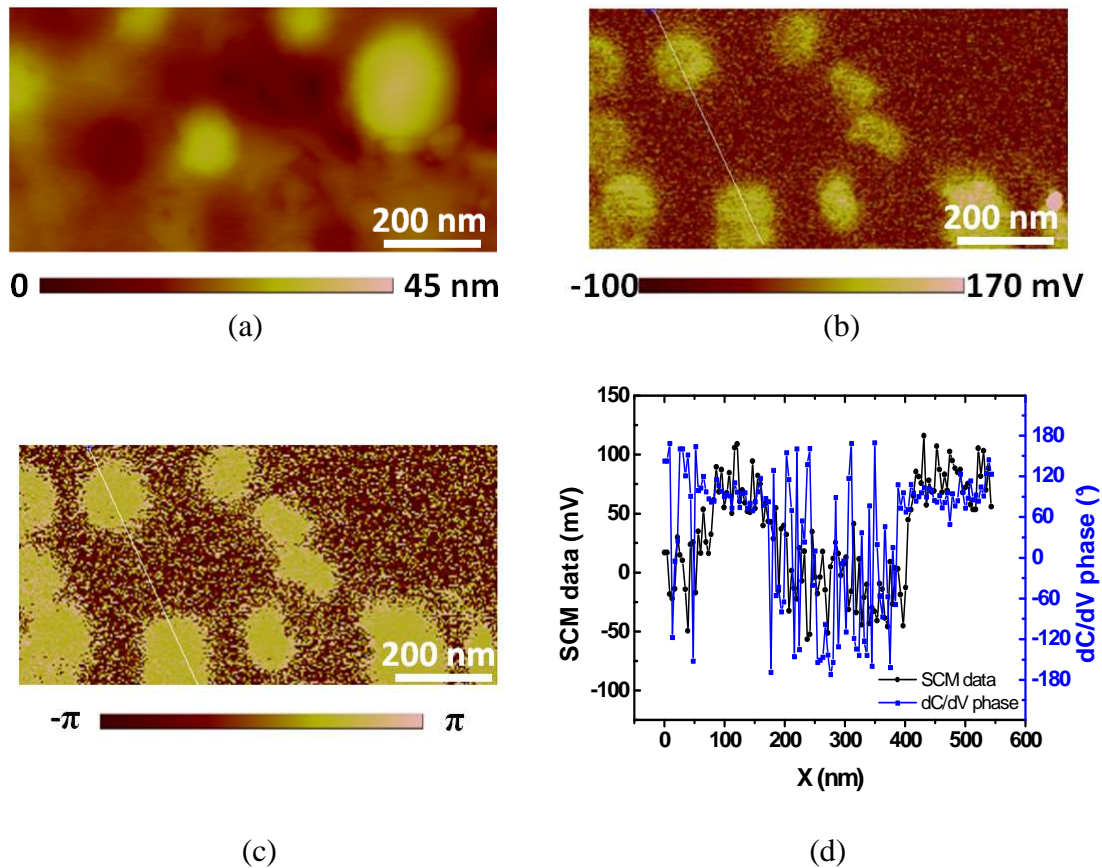 200 nm
0 45 nm
(a)
200 nm
-100 170 mV
(b)
200 nm
-π π
(c)
150
100
50
0
-50
-100
SCM data (mV)
180
120
60
0
-60
-120
-180
dC/dV phase (°)
SCM data
dC/dV phase
0 100 200 300 400 500 600
X (nm)
(d)